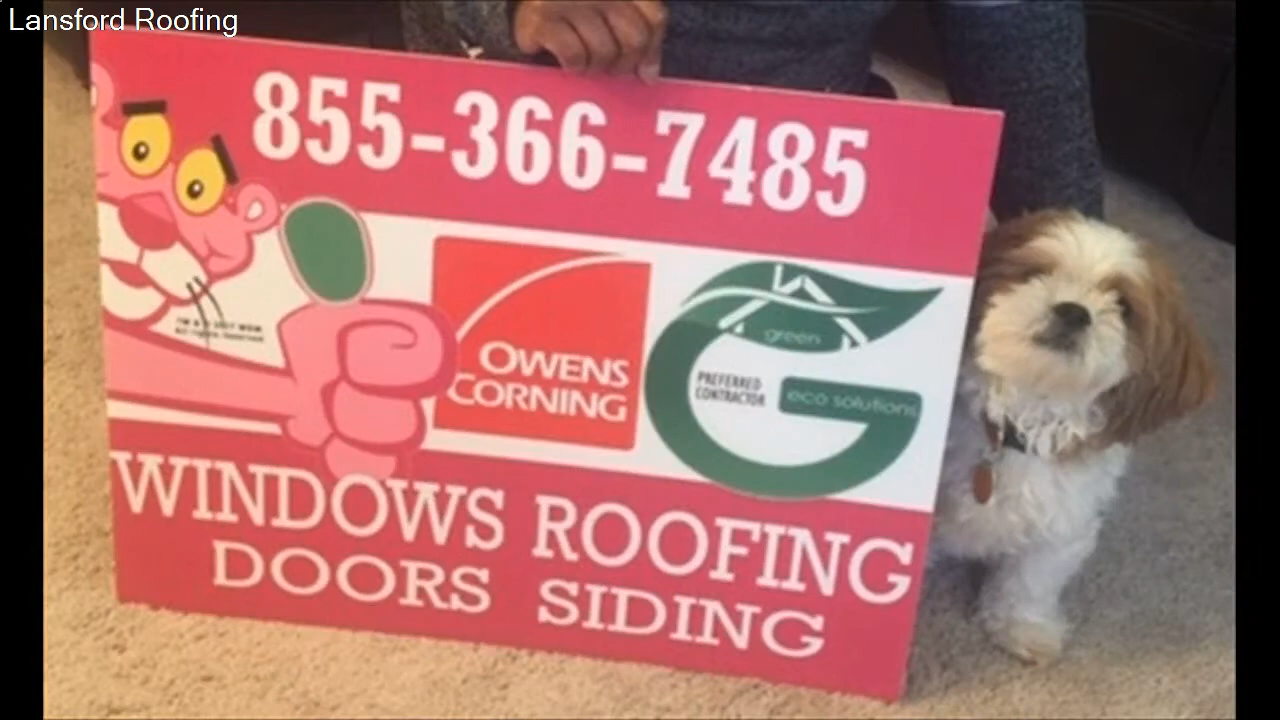 Lansford Roofing
855-366-7485
OWENS
CORNING
green
PREFERRED
CONTRACTOR
eco solutions
WINDOWS ROOFING
DOORS SIDING